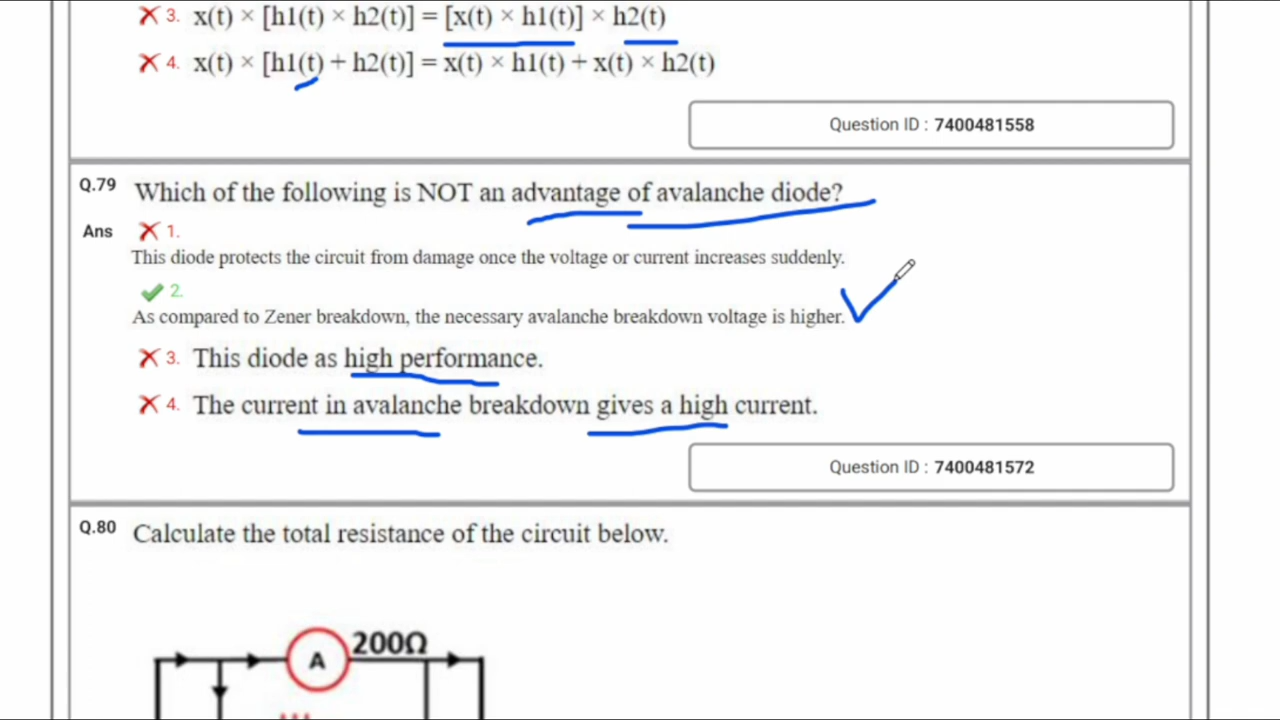 3. x(t) × [h1(t) × h2(t)] = [x(t) × h1(t)] × h2(t)
4. x(t) × [h1(t) + h2(t)] = x(t) × h1(t) + x(t) × h2(t)
Question ID : 7400481558
Q.79 Which of the following is NOT an advantage of avalanche diode?
Ans 1.
This diode protects the circuit from damage once the voltage or current increases suddenly.
2.
As compared to Zener breakdown, the necessary avalanche breakdown voltage is higher.
3. This diode as high performance.
4. The current in avalanche breakdown gives a high current.
Question ID : 7400481572
Q.80 Calculate the total resistance of the circuit below.
200Ω
A